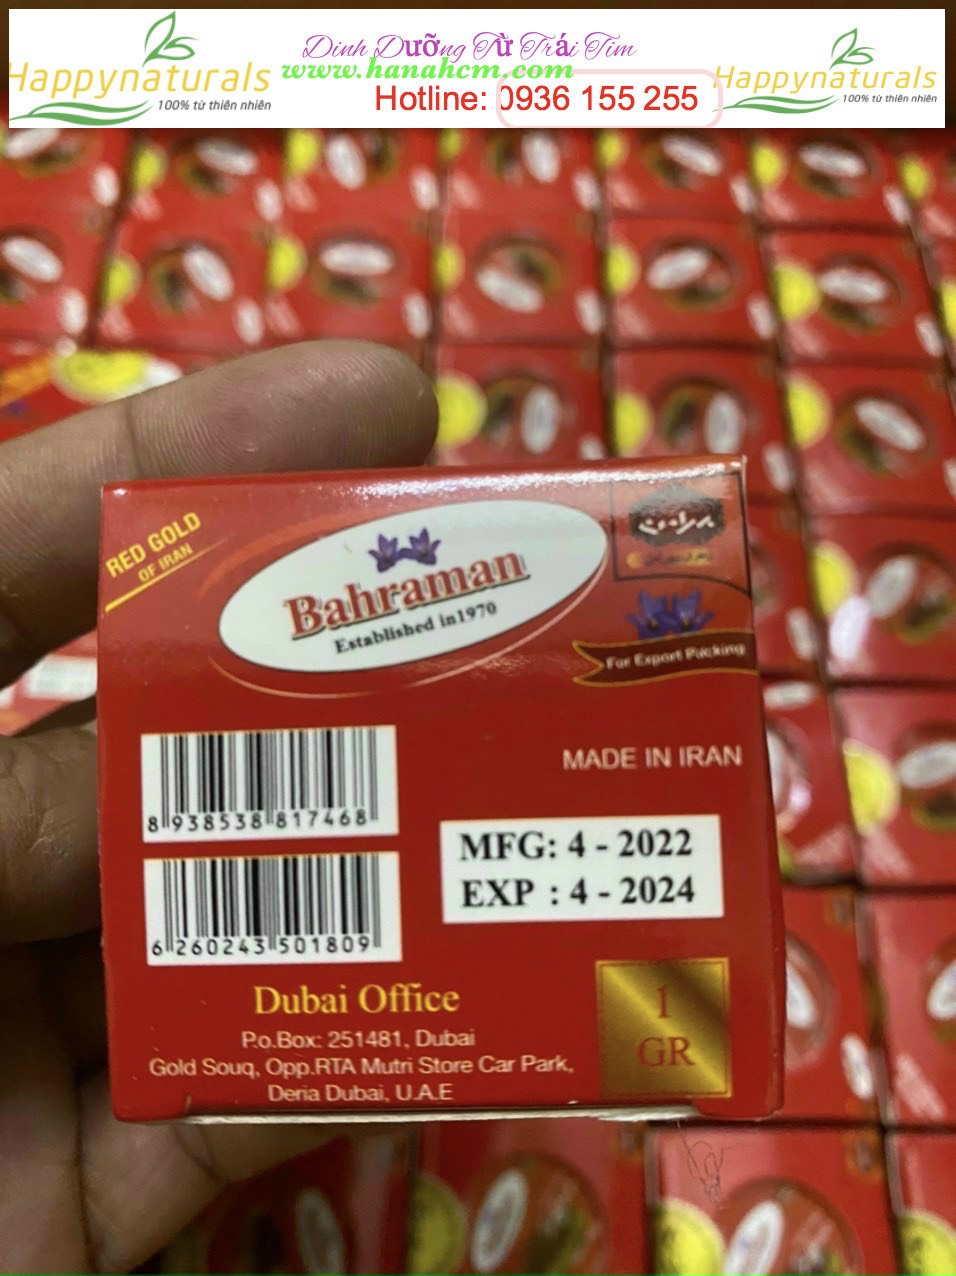 Happynaturals
100% từ thiên nhiên
Dinh Dưỡng Từ Trái Tim
www.hanahcm.com
Hotline: 0936 155 255
Happynaturals
100% từ thiên nhiên
RED GOLD
OF IRAN
Bahraman
Established in1970
For Export Packing
MADE IN IRAN
8 938538 817468
MFG: 4 - 2022
EXP : 4 - 2024
6 260243 501809
Dubai Office
P.o.Box: 251481, Dubai
Gold Souq, Opp.RTA Mutri Store Car Park,
Deria Dubai, U.A.E
1
GR